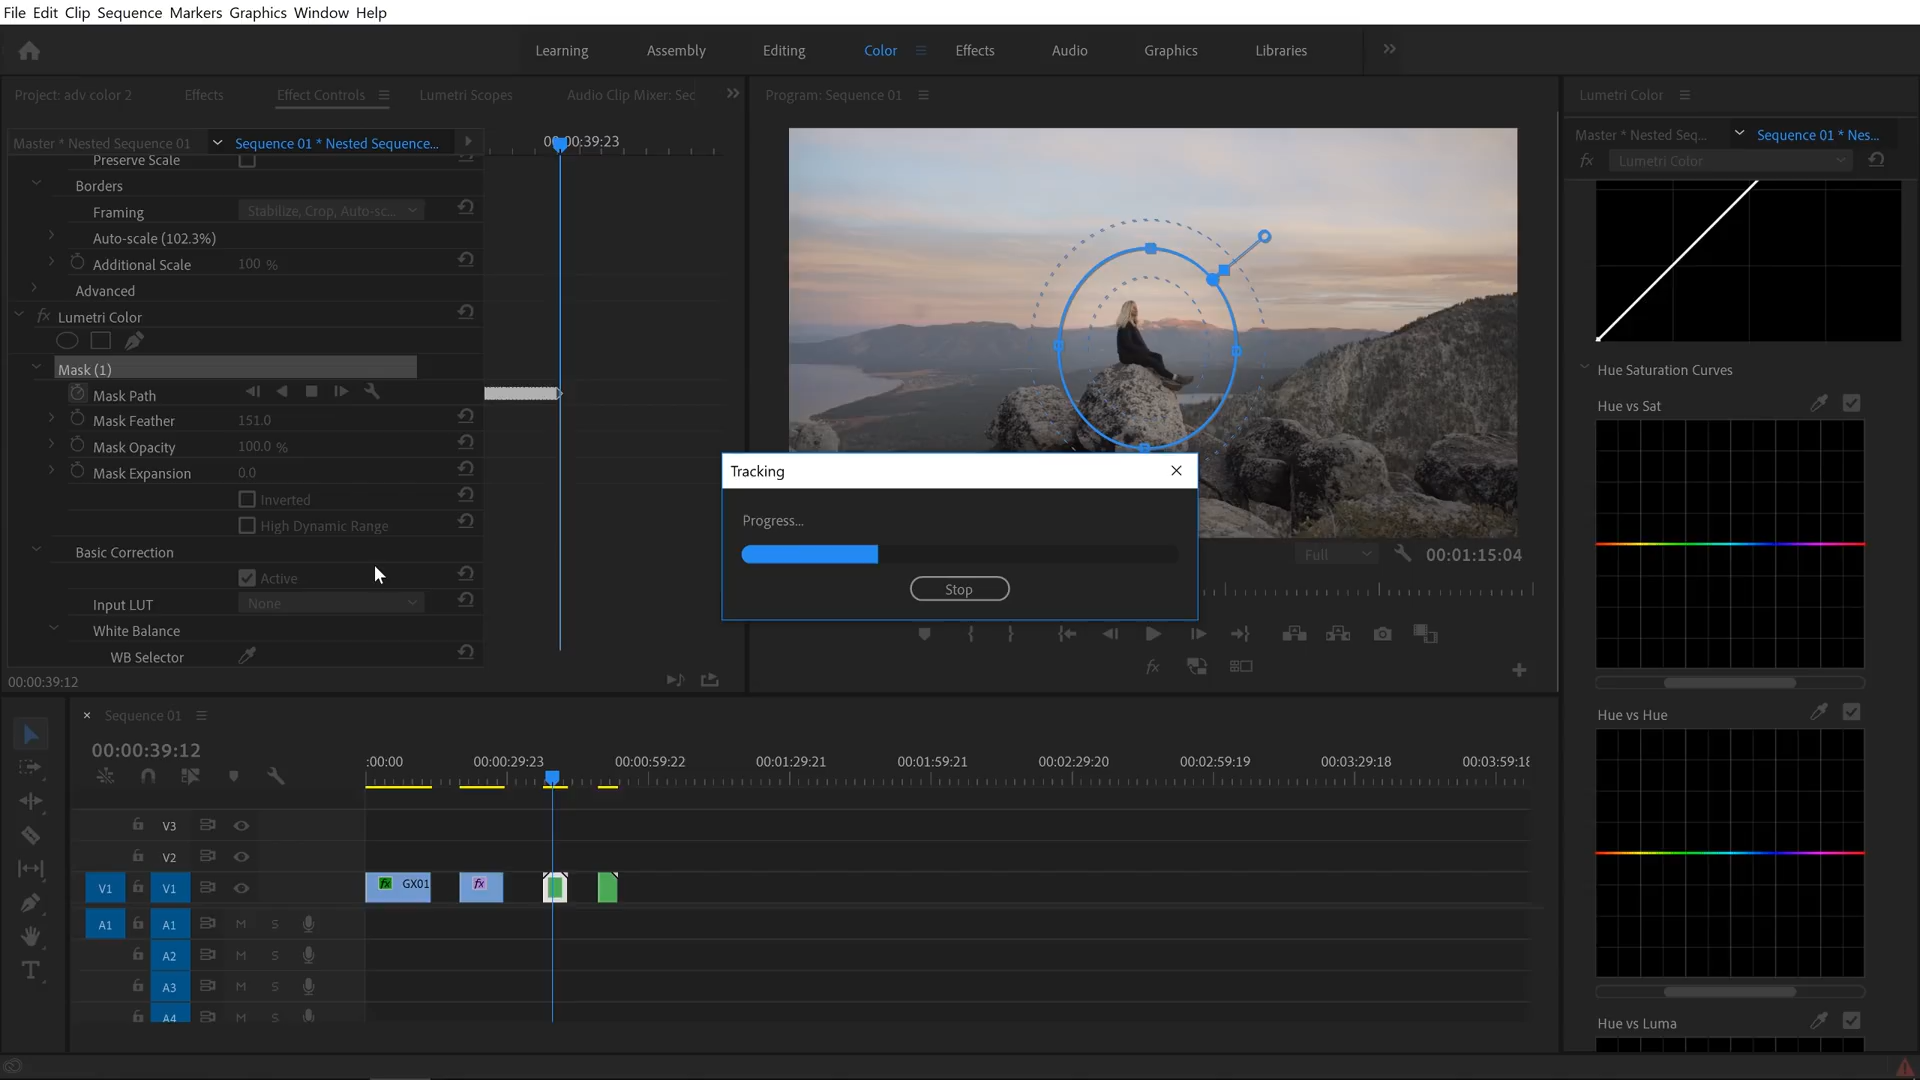 File Edit Clip Sequence Markers Graphics Window Help
Learning Assembly Editing Color Effects Audio Graphics Libraries
Project: adv color 2 Effects Effect Controls Lumetri Scopes Audio Clip Mixer: Sec
Program: Sequence 01
Lumetri Color
Master * Nested Sequence 01 Sequence 01 * Nested Sequence...
00:00:39:23
Master * Nested Seq... Sequence 01 * Nes...
fx Lumetri Color
Preserve Scale
Borders
Framing Stabilize, Crop, Auto-sc...
Auto-scale (102.3%)
Additional Scale 100 %
Advanced
fx Lumetri Color
Mask (1)
Mask Path
Mask Feather 151.0
Mask Opacity 100.0 %
Mask Expansion 0.0
Inverted
High Dynamic Range
Basic Correction
Active
Input LUT None
White Balance
WB Selector
00:00:39:12
Tracking
Progress...
Stop
Full 00:01:15:04
fx
Hue Saturation Curves
Hue vs Sat
Hue vs Hue
Hue vs Luma
Sequence 01
00:00:39:12
:00:00 00:00:29:23 00:00:59:22 00:01:29:21 00:01:59:21 00:02:29:20 00:02:59:19 00:03:29:18 00:03:59:18
V3
V2
V1 V1 fx GX01 fx
A1 A1 M S
A2 M S
A3 M S
A4 M S